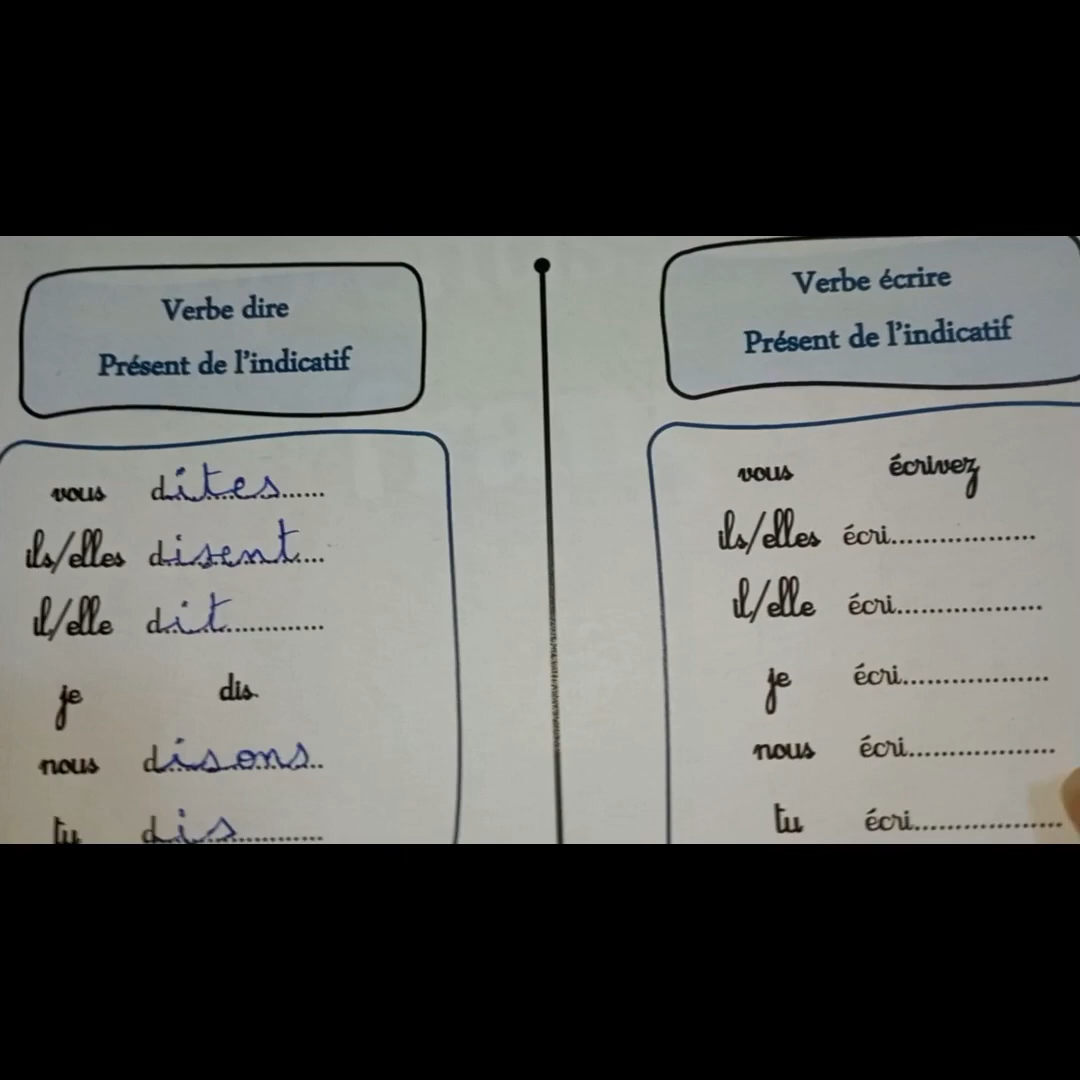 Verbe dire
Présent de l'indicatif
vous dites......
ils/elles disent....
il/elle dit.............
je dis
nous disons..
tu dis............
Verbe écrire
Présent de l'indicatif
vous écrivez
ils/elles écri..................
il/elle écri..................
je écri..................
nous écri..................
tu écri..................